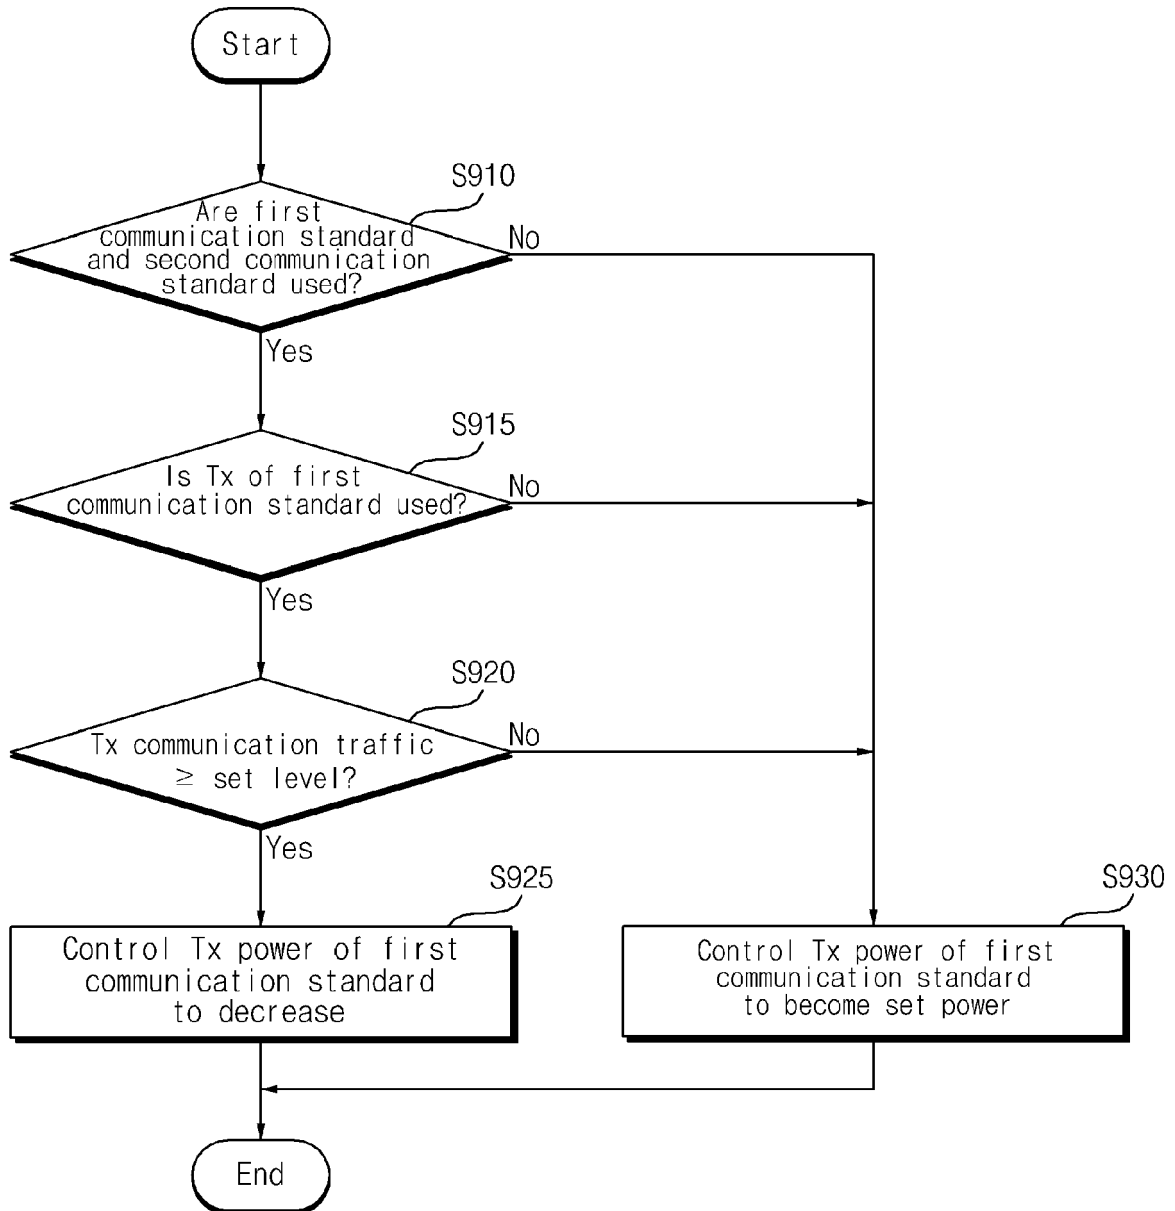 Start
S910
Are first
communication standard
and second communication
standard used?
No
Yes
S915
Is Tx of first
communication standard used?
No
Yes
S920
Tx communication traffic
≧ set level?
No
Yes
S925
Control Tx power of first
communication standard
to decrease
S930
Control Tx power of first
communication standard
to become set power
End